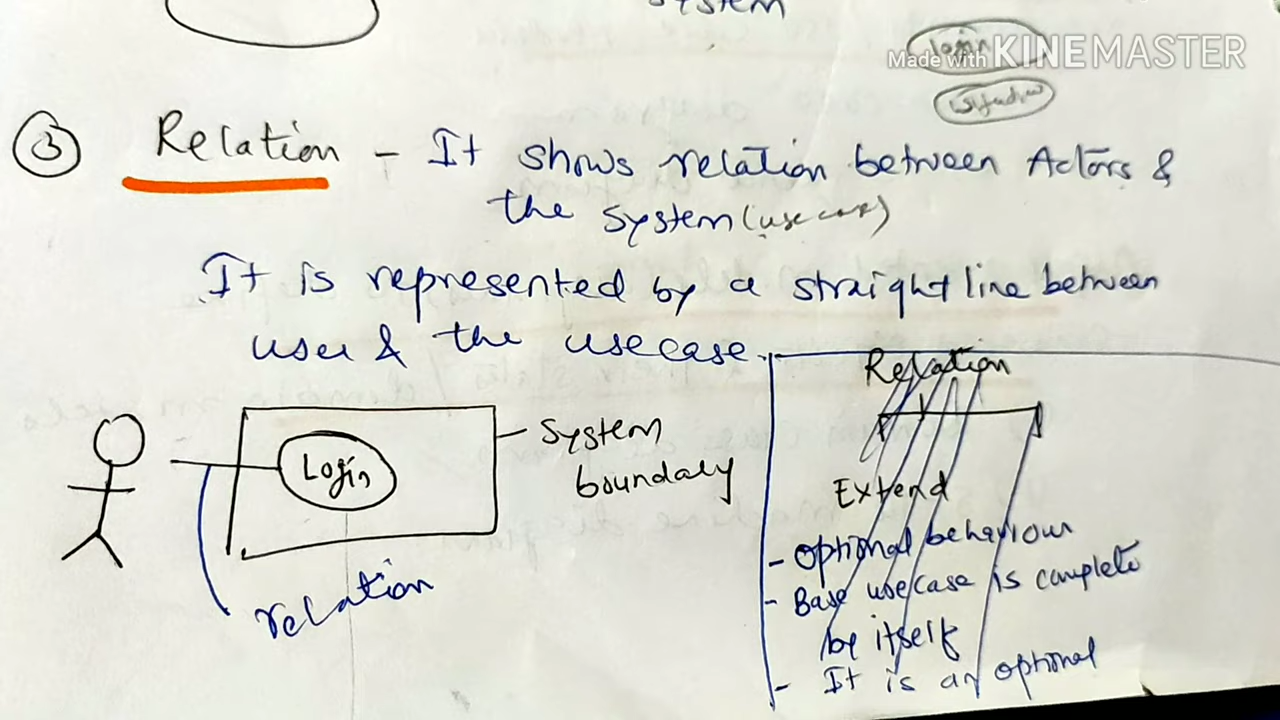 System
login
Made with KINEMASTER
③ Relation - It shows relation between Actors &
the System (use case)
It is represented by a straight line between
user & the usecase.
Relation
Login
System
boundary
relation
Extend
- Optional behaviour
- Base usecase is complete
by itself
- It is an optional